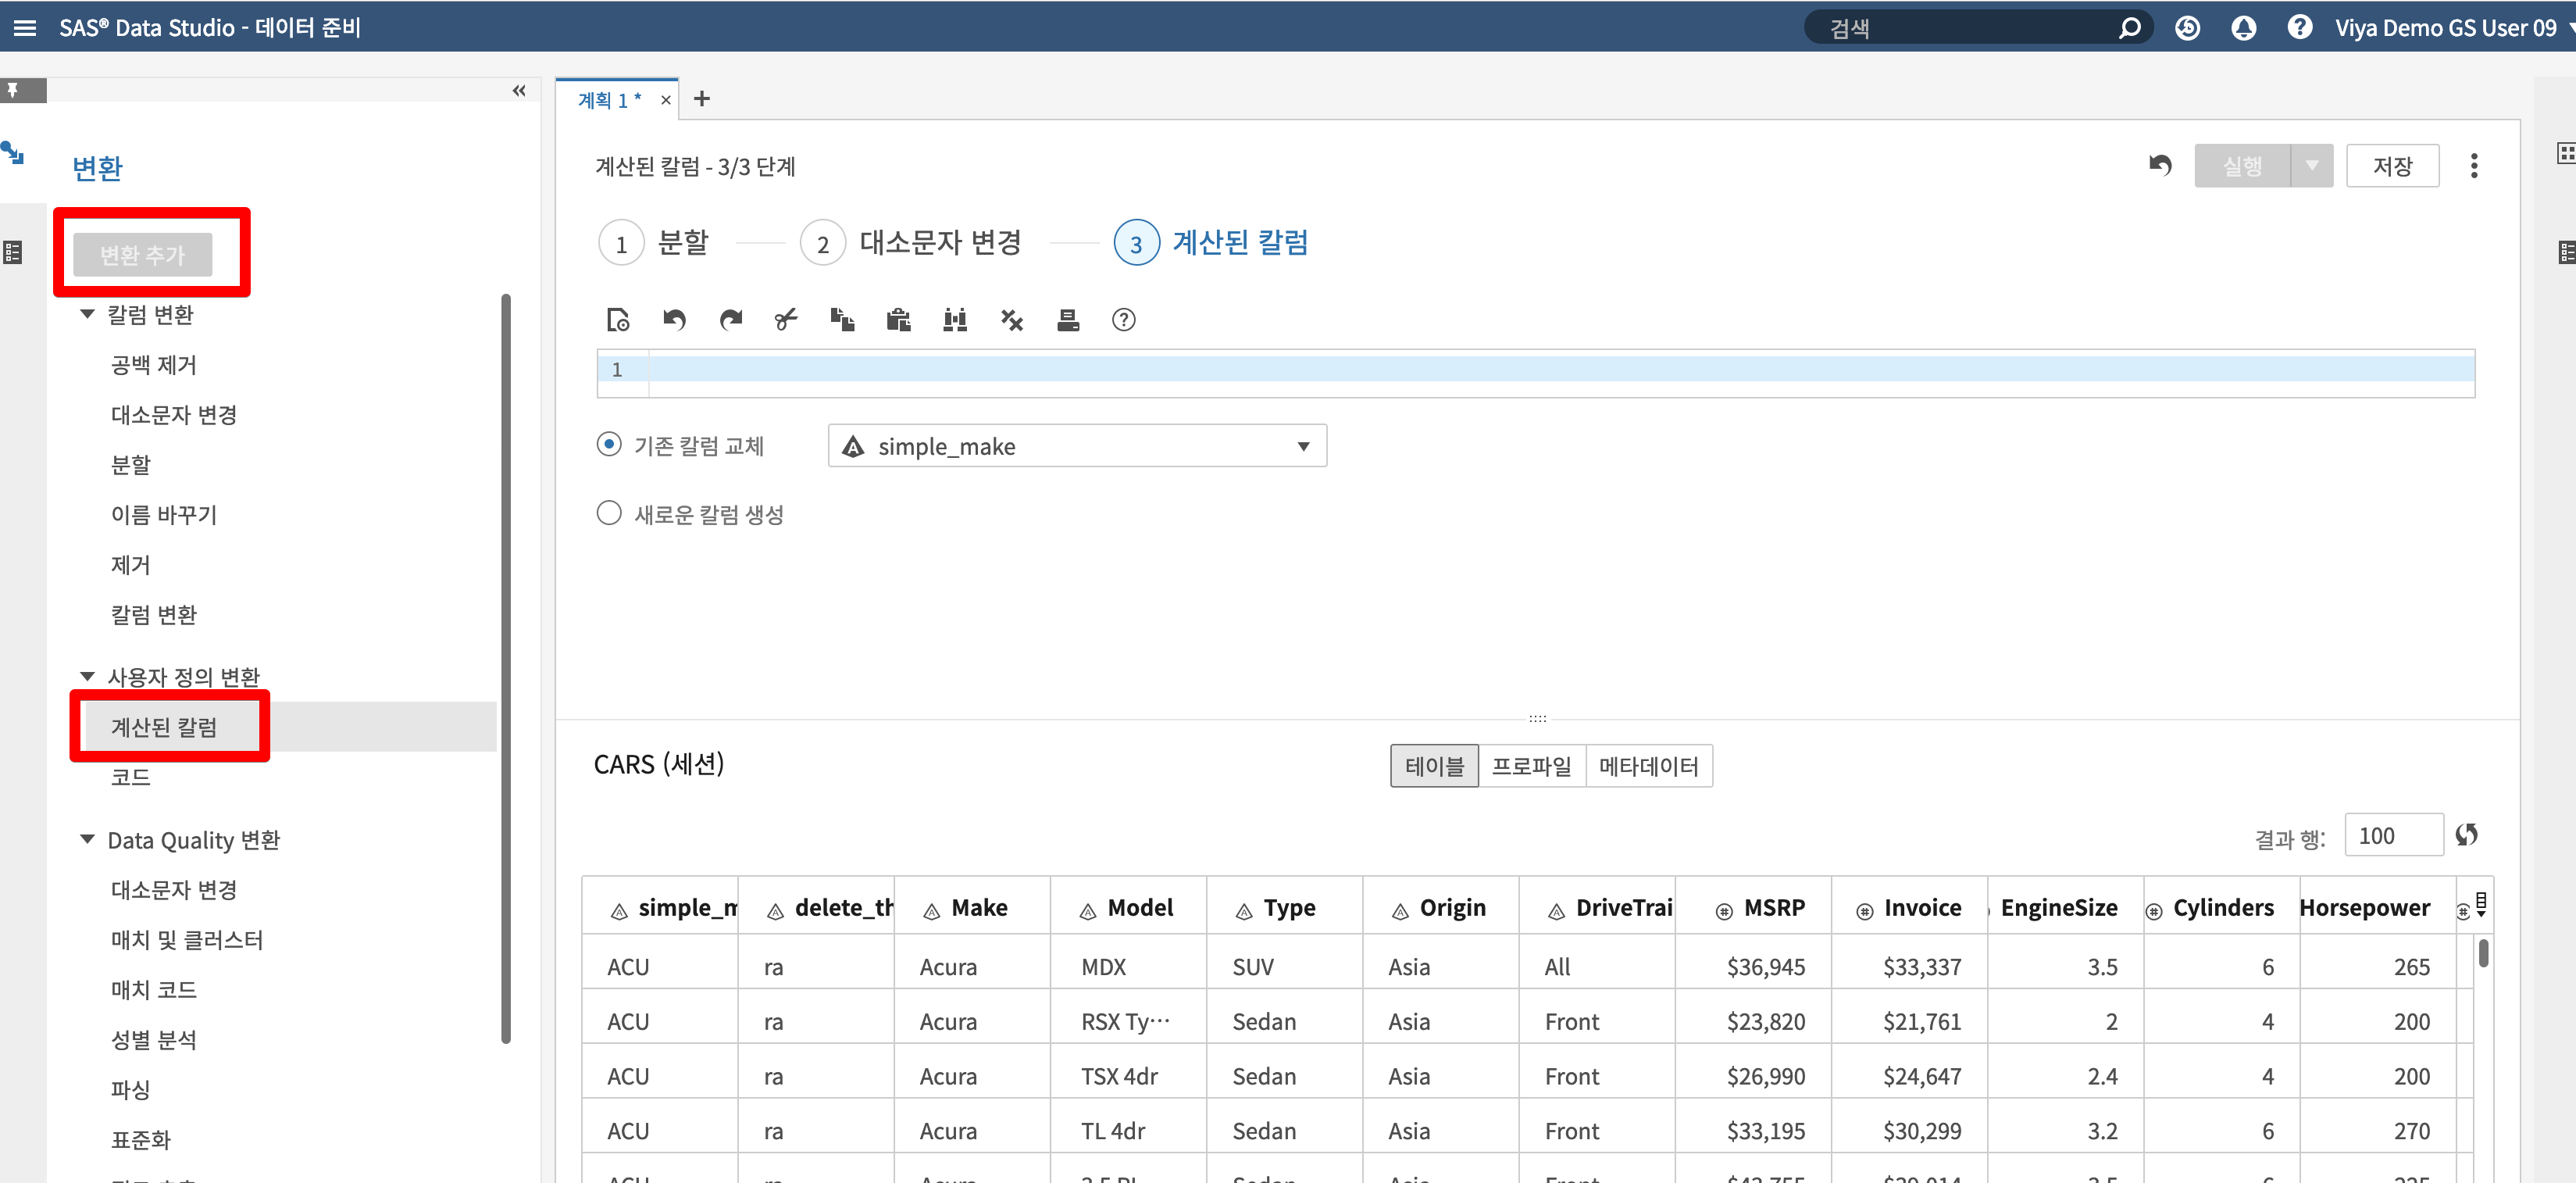 SAS® Data Studio - 데이터 준비
검색
Viya Demo GS User 09
계획 1 *
변환
변환 추가
칼럼 변환
공백 제거
대소문자 변경
분할
이름 바꾸기
제거
칼럼 변환
사용자 정의 변환
계산된 칼럼
코드
Data Quality 변환
대소문자 변경
매치 및 클러스터
매치 코드
성별 분석
파싱
표준화
계산된 칼럼 - 3/3 단계
실행
저장
1 분할 2 대소문자 변경 3 계산된 칼럼
1
기존 칼럼 교체 simple_make
새로운 칼럼 생성
CARS (세션)
테이블 프로파일 메타데이터
결과 행: 100
simple_m delete_th Make Model Type Origin DriveTrai MSRP Invoice EngineSize Cylinders Horsepower
ACU ra Acura MDX SUV Asia All $36,945 $33,337 3.5 6 265
ACU ra Acura RSX Ty… Sedan Asia Front $23,820 $21,761 2 4 200
ACU ra Acura TSX 4dr Sedan Asia Front $26,990 $24,647 2.4 4 200
ACU ra Acura TL 4dr Sedan Asia Front $33,195 $30,299 3.2 6 270